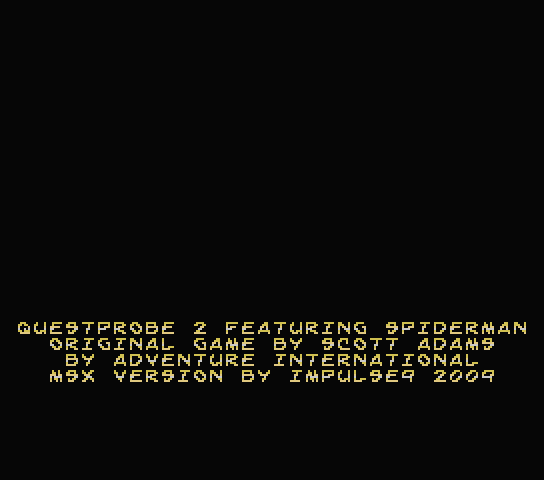 QUESTPROBE 2 FEATURING SPIDERMAN
ORIGINAL GAME BY SCOTT ADAMS
BY ADVENTURE INTERNATIONAL
MSX VERSION BY IMPULSE9 2009